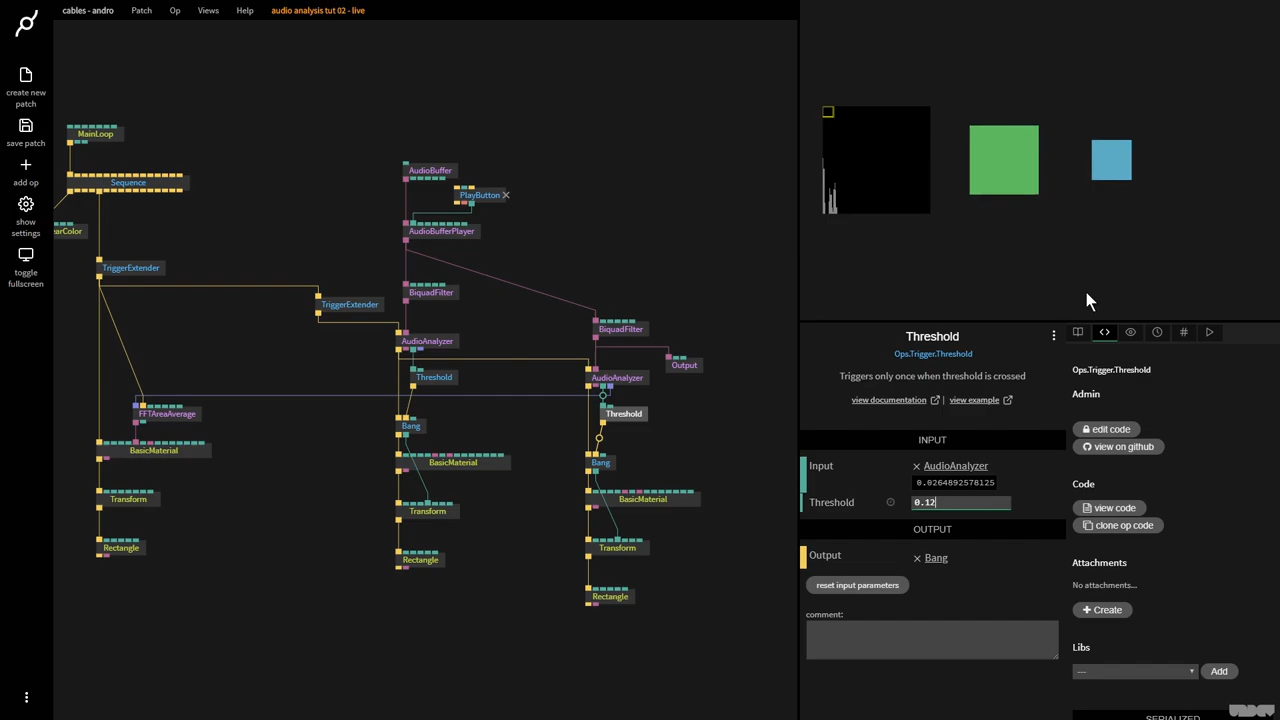 cables - andro
Patch
Op
Views
Help
audio analysis tut 02 - live
create new
patch
save patch
add op
show
settings
toggle
fullscreen
MainLoop
Sequence
earColor
TriggerExtender
TriggerExtender
FFTAreaAverage
BasicMaterial
Transform
Rectangle
AudioBuffer
PlayButton
AudioBufferPlayer
BiquadFilter
AudioAnalyzer
Threshold
Bang
BasicMaterial
Transform
Rectangle
BiquadFilter
Output
AudioAnalyzer
Threshold
Bang
BasicMaterial
Transform
Rectangle
Threshold
Ops.Trigger.Threshold
Triggers only once when threshold is crossed
view documentation
view example
INPUT
Input
AudioAnalyzer
0.0264892578125
Threshold
0.12
OUTPUT
Output
Bang
reset input parameters
comment:
Ops.Trigger.Threshold
Admin
edit code
view on github
Code
view code
clone op code
Attachments
No attachments...
Create
Libs
---
Add
SERIALIZED